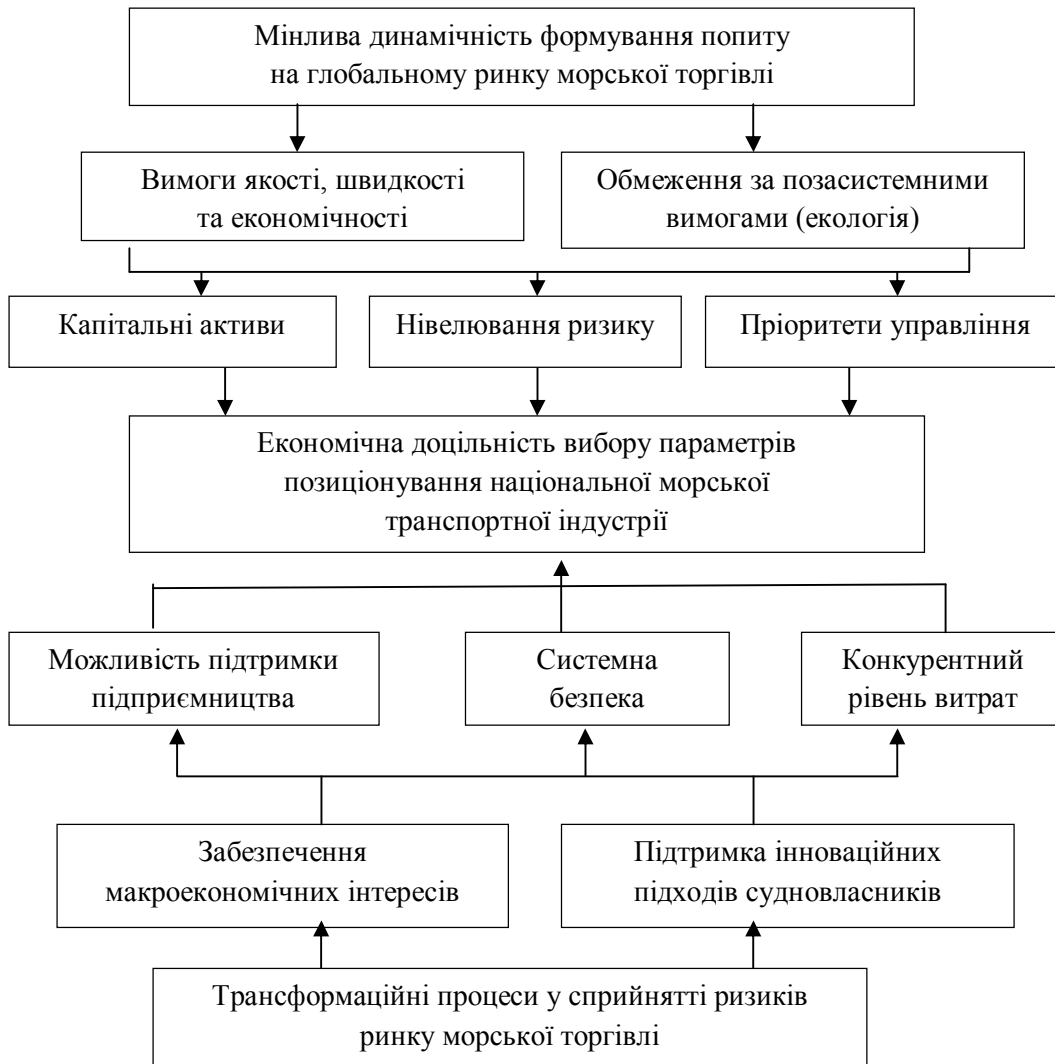 Мінлива динамічність формування попиту
на глобальному ринку морської торгівлі
Вимоги якості, швидкості
та економічності
Обмеження за позасистемними
вимогами (екологія)
Капітальні активи
Нівелювання ризику
Пріоритети управління
Економічна доцільність вибору параметрів
позиціонування національної морської
транспортної індустрії
Можливість підтримки
підприємництва
Системна
безпека
Конкурентний
рівень витрат
Забезпечення
макроекономічних інтересів
Підтримка інноваційних
підходів судновласників
Трансформаційні процеси у сприйнятті ризиків
ринку морської торгівлі